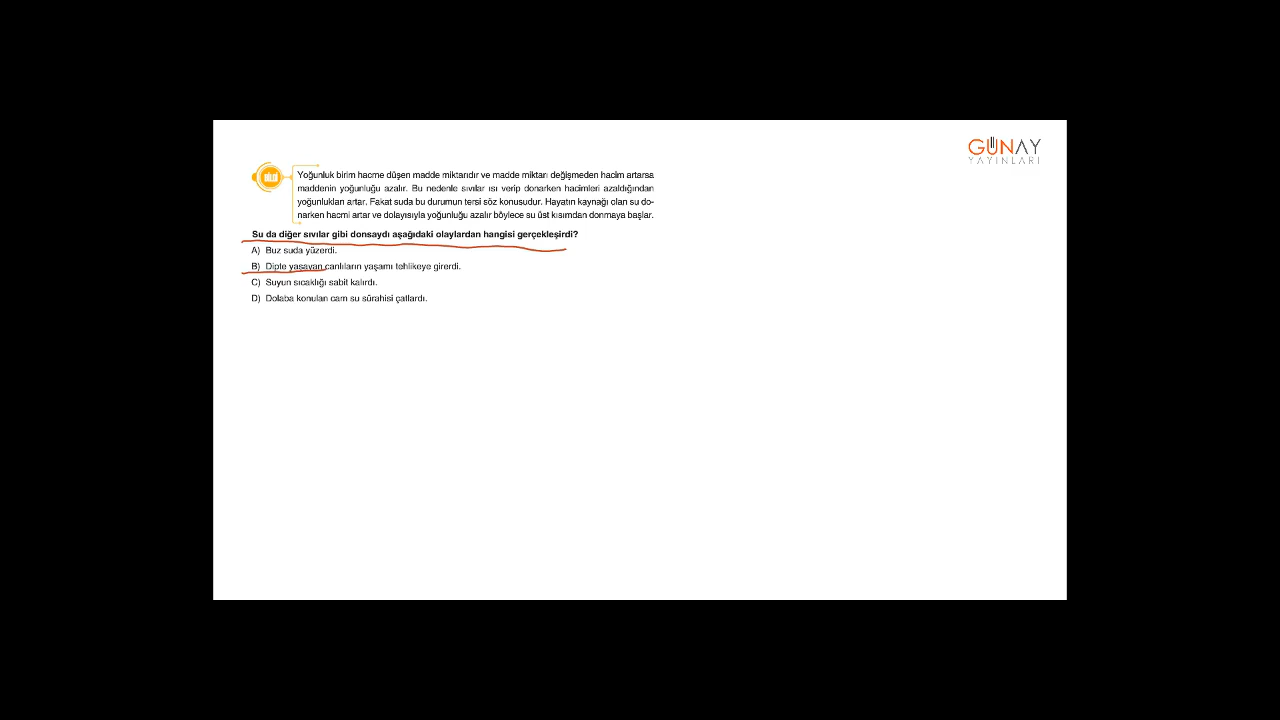 GÜNAY
YAYINLARI
BİLGİ
Yoğunluk birim hacme düşen madde miktarıdır ve madde miktarı değişmeden hacim artarsa
maddenin yoğunluğu azalır. Bu nedenle sıvılar ısı verip donarken hacimleri azaldığından
yoğunlukları artar. Fakat suda bu durumun tersi söz konusudur. Hayatın kaynağı olan su do-
narken hacmi artar ve dolayısıyla yoğunluğu azalır böylece su üst kısımdan donmaya başlar.
Su da diğer sıvılar gibi donsaydı aşağıdaki olaylardan hangisi gerçekleşirdi?
A) Buz suda yüzerdi.
B) Dipte yaşayan canlıların yaşamı tehlikeye girerdi.
C) Suyun sıcaklığı sabit kalırdı.
D) Dolaba konulan cam su sürahisi çatlardı.